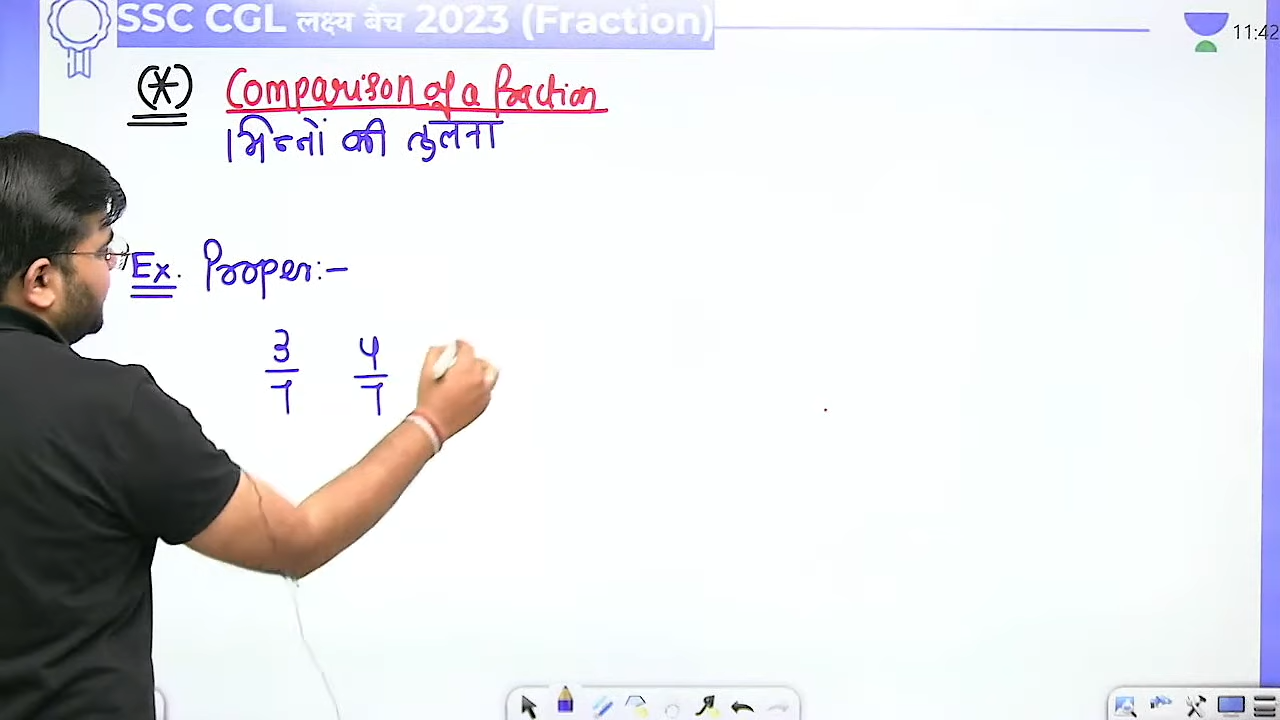 SSC CGL लक्ष्य बैच 2023 (Fraction)
11:42
(*) Comparison of a fraction
भिन्नों की तुलना
Ex. Proper:-
3/7 4/7